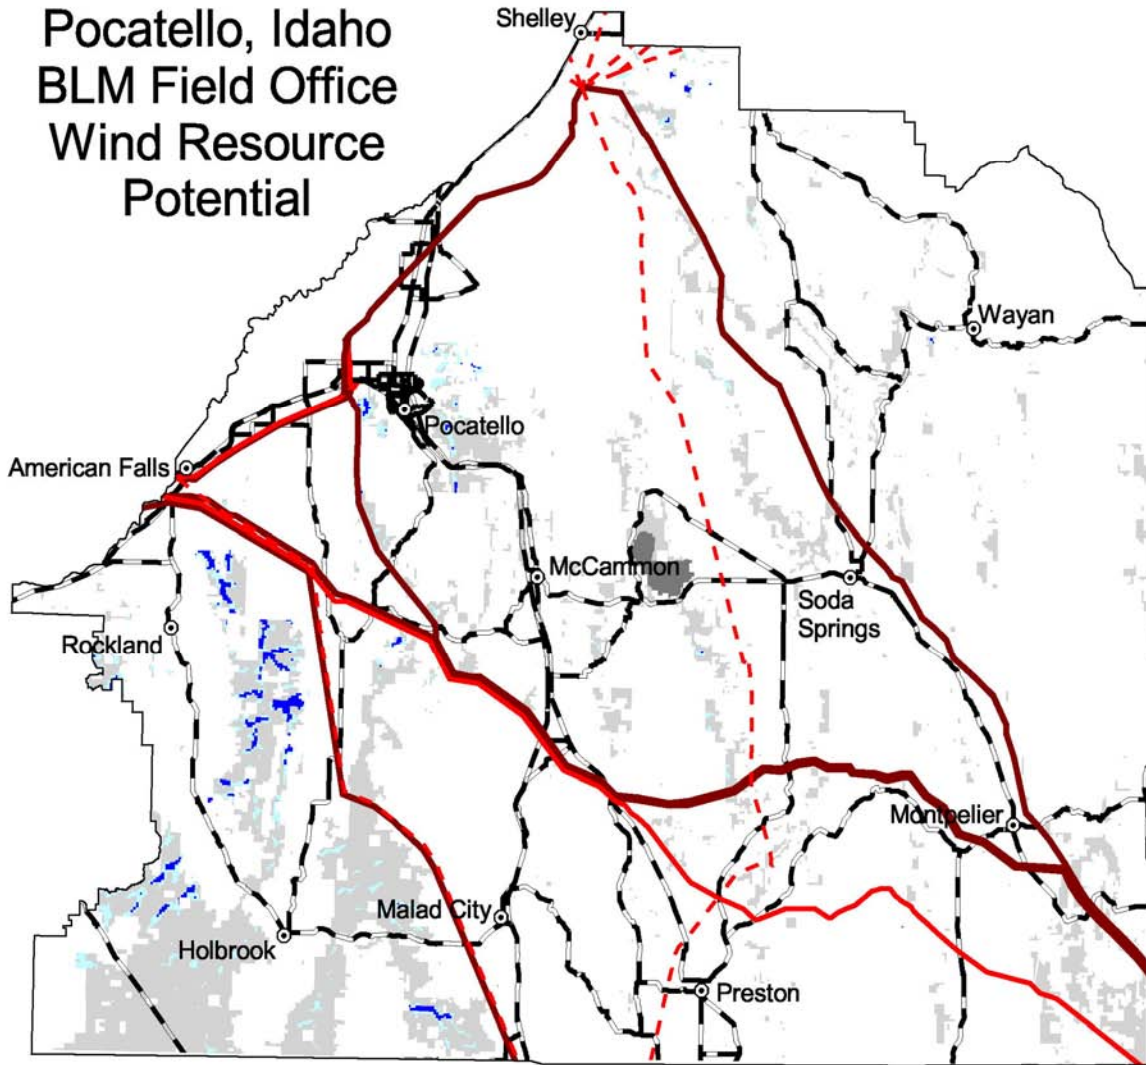 Pocatello, Idaho
BLM Field Office
Wind Resource
Potential
Shelley
Wayan
Pocatello
American Falls
McCammon
Soda
Springs
Rockland
Montpelier
Malad City
Holbrook
Preston